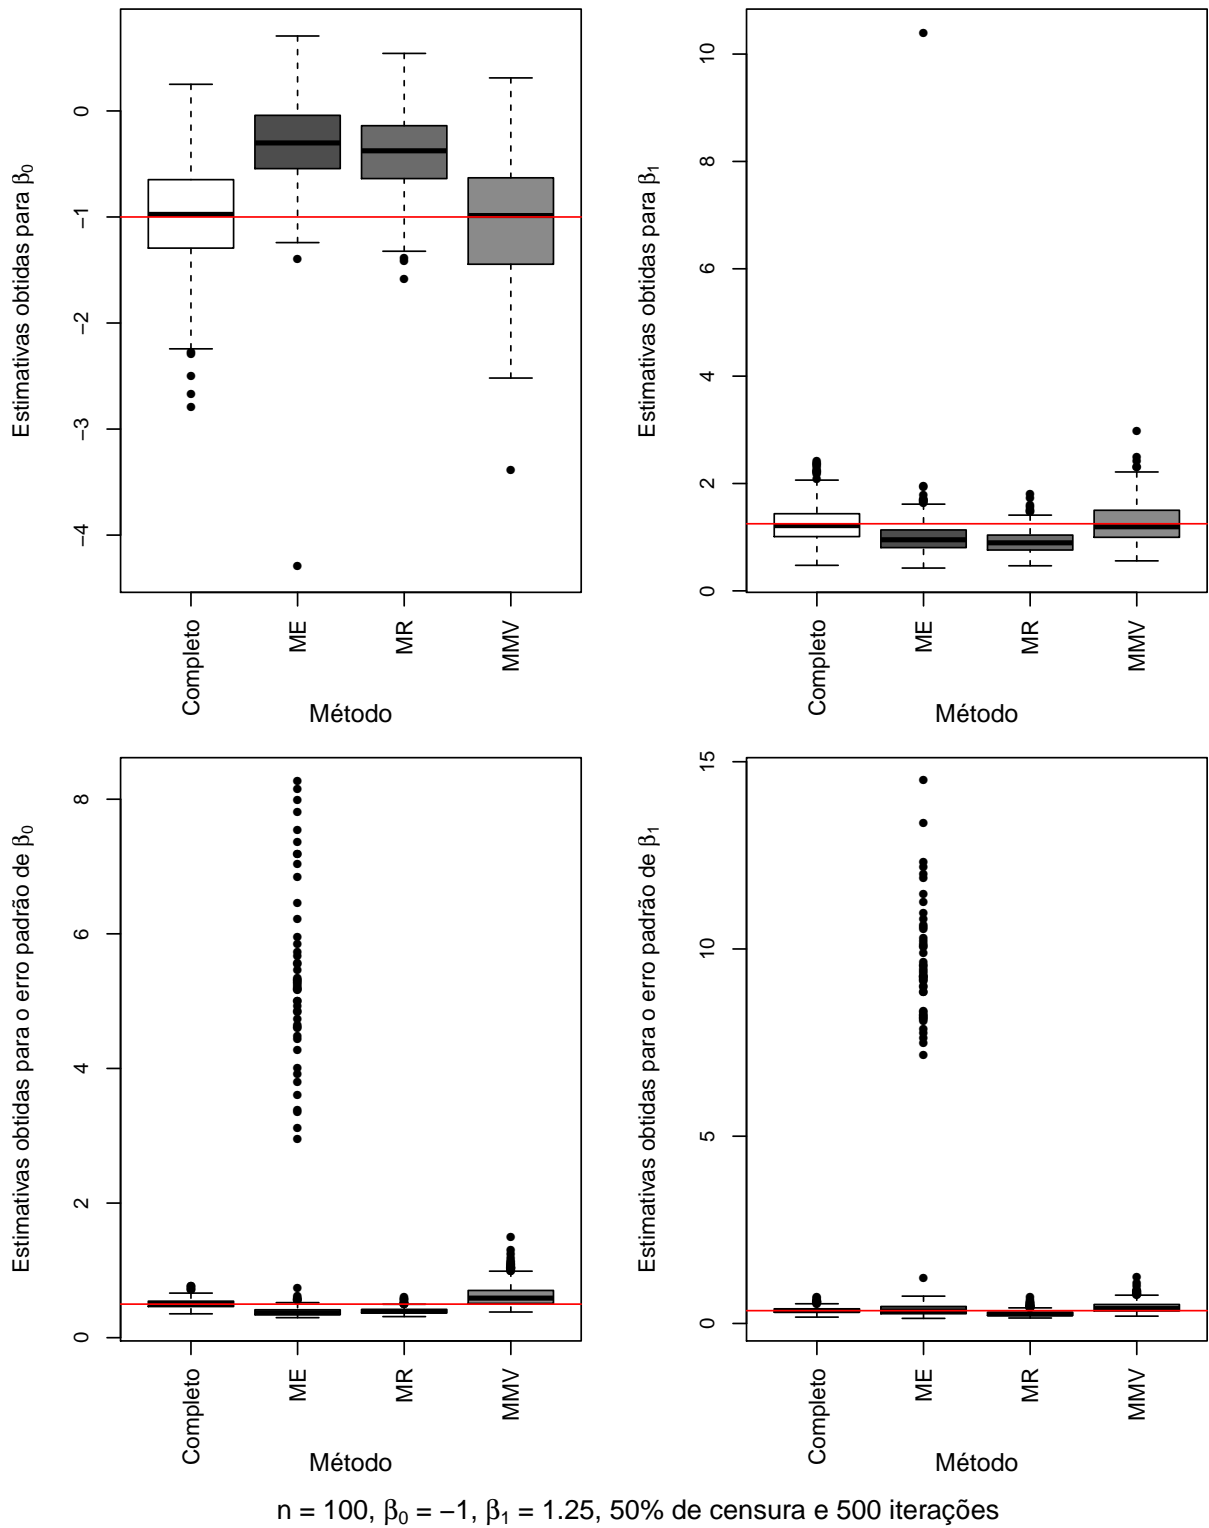 Estimativas obtidas para β₀
0
−1
−2
−3
−4
Completo
ME
MR
MMV
Método
Estimativas obtidas para β₁
10
8
6
4
2
0
Completo
ME
MR
MMV
Método
Estimativas obtidas para o erro padrão de β₀
8
6
4
2
0
Completo
ME
MR
MMV
Método
Estimativas obtidas para o erro padrão de β₁
15
10
5
0
Completo
ME
MR
MMV
Método
n = 100, β₀ = −1, β₁ = 1.25, 50% de censura e 500 iterações